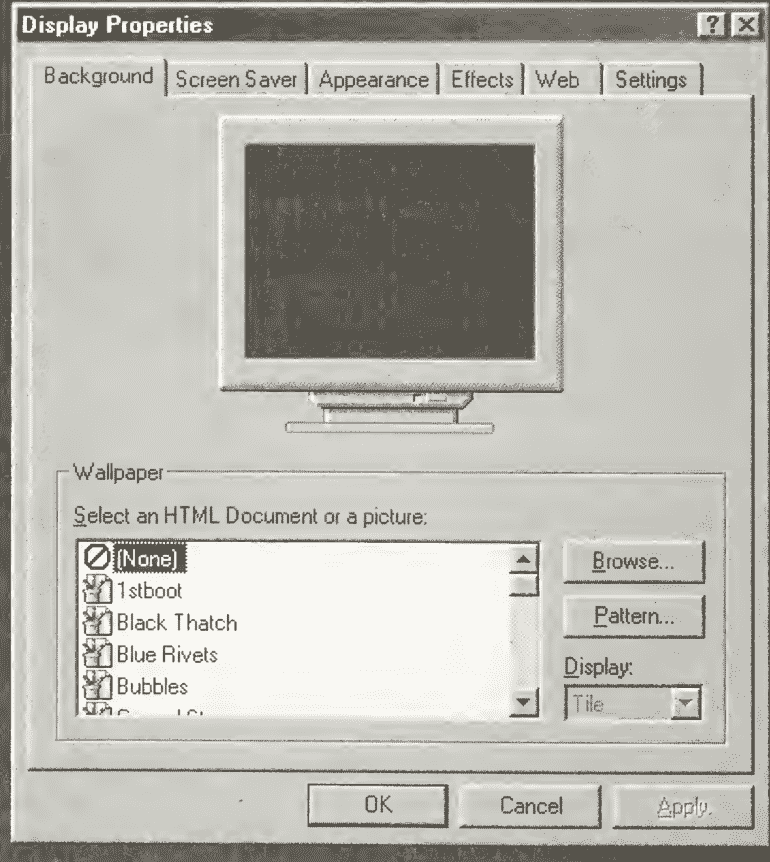 Display Properties
Background Screen Saver Appearance Effects Web Settings
Wallpaper
Select an HTML Document or a picture:
(None)
1stboot
Black Thatch
Blue Rivets
Bubbles
Browse...
Pattern...
Display:
Tile
OK Cancel Apply